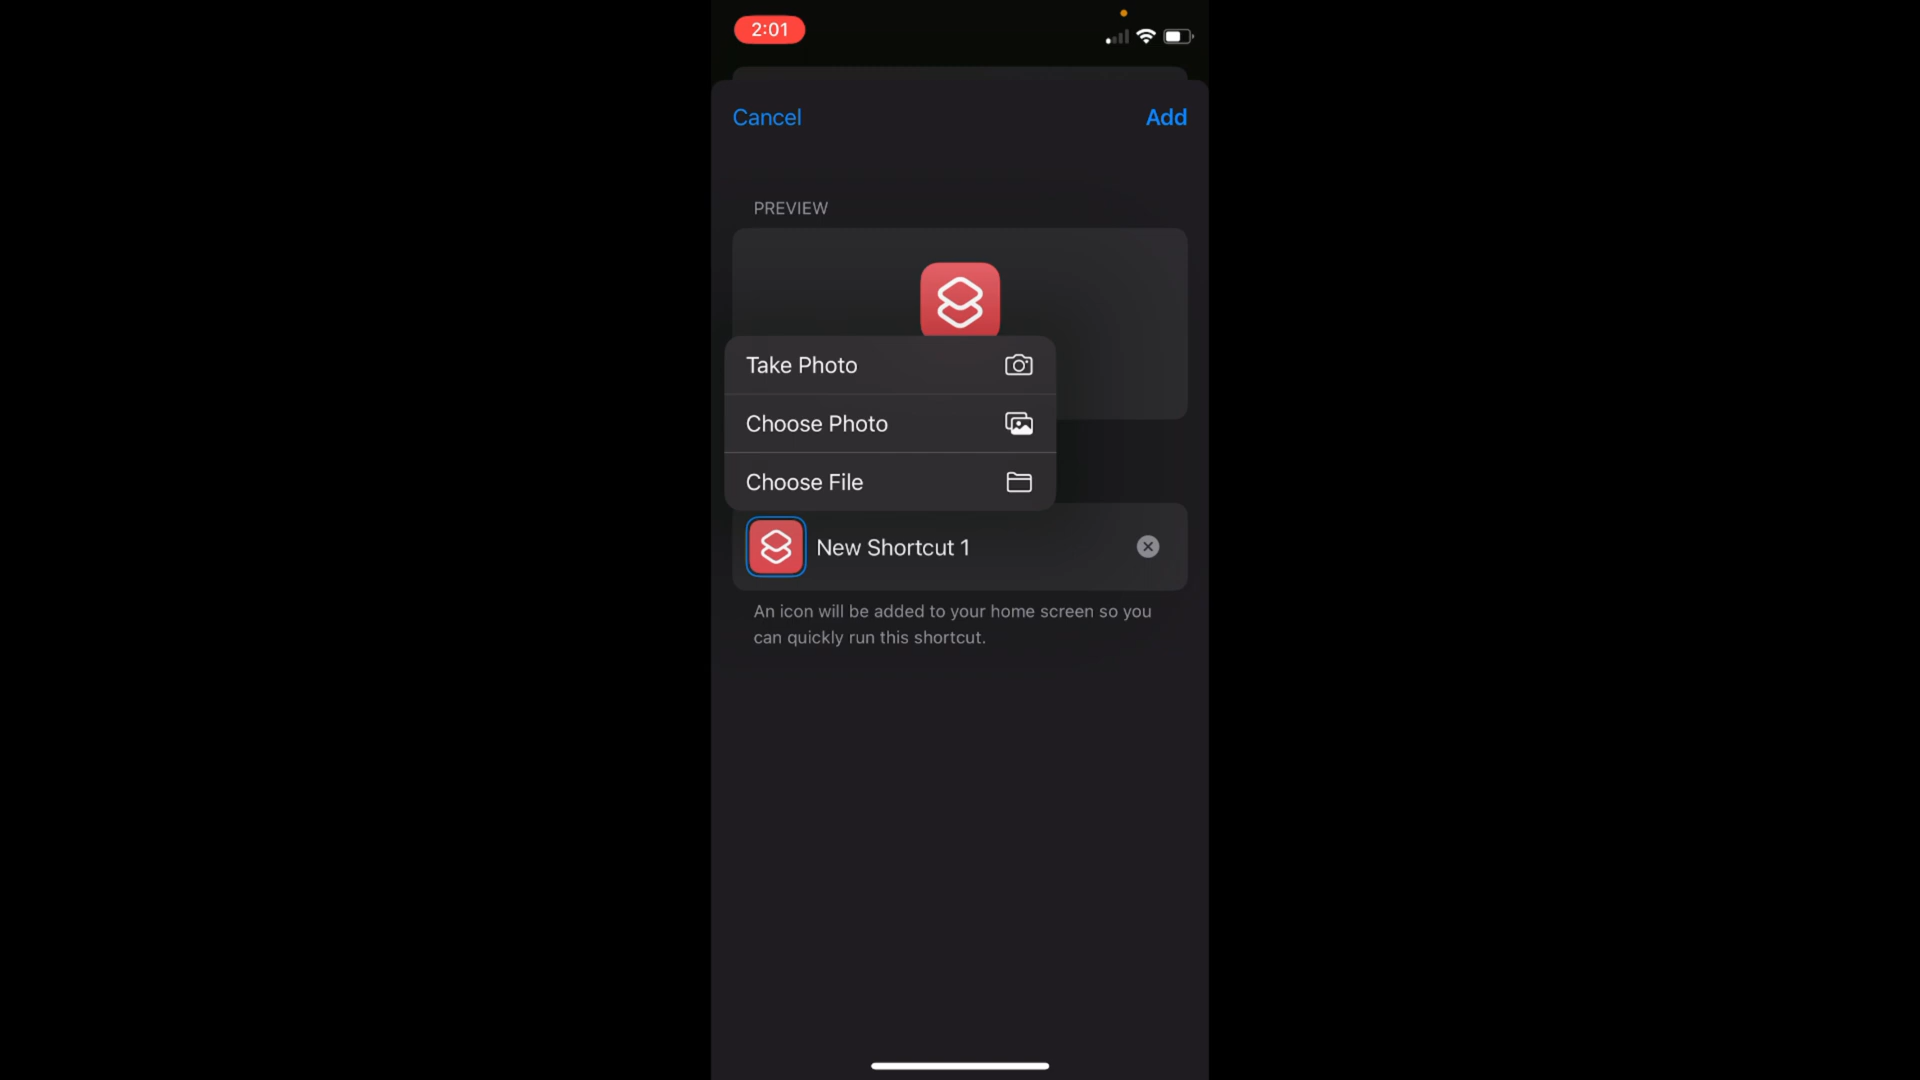 2:01
Cancel
Add
PREVIEW
Take Photo
Choose Photo
Choose File
New Shortcut 1
An icon will be added to your home screen so you
can quickly run this shortcut.